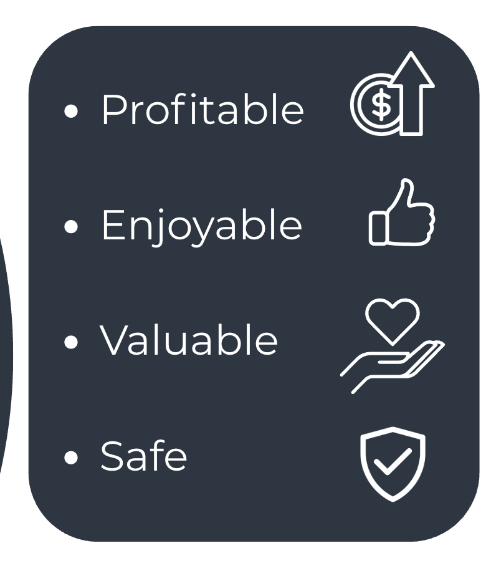 • Profitable
• Enjoyable
• Valuable
• Safe